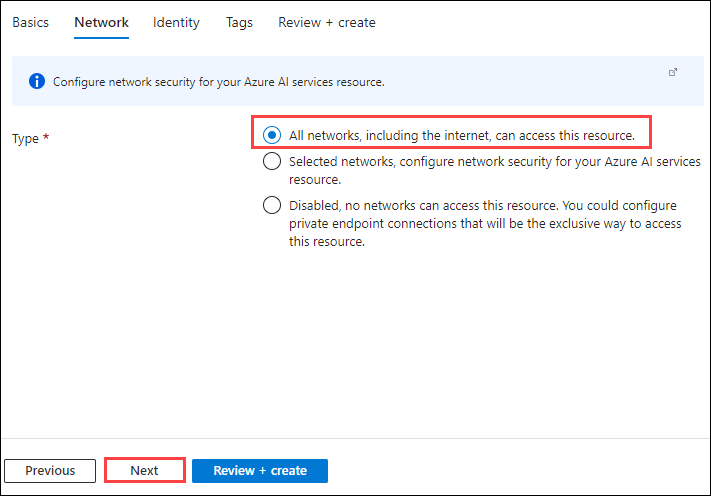 Basics Network Identity Tags Review + create
Configure network security for your Azure AI services resource.
Type *
All networks, including the internet, can access this resource.
Selected networks, configure network security for your Azure AI services
resource.
Disabled, no networks can access this resource. You could configure
private endpoint connections that will be the exclusive way to access
this resource.
Previous Next Review + create